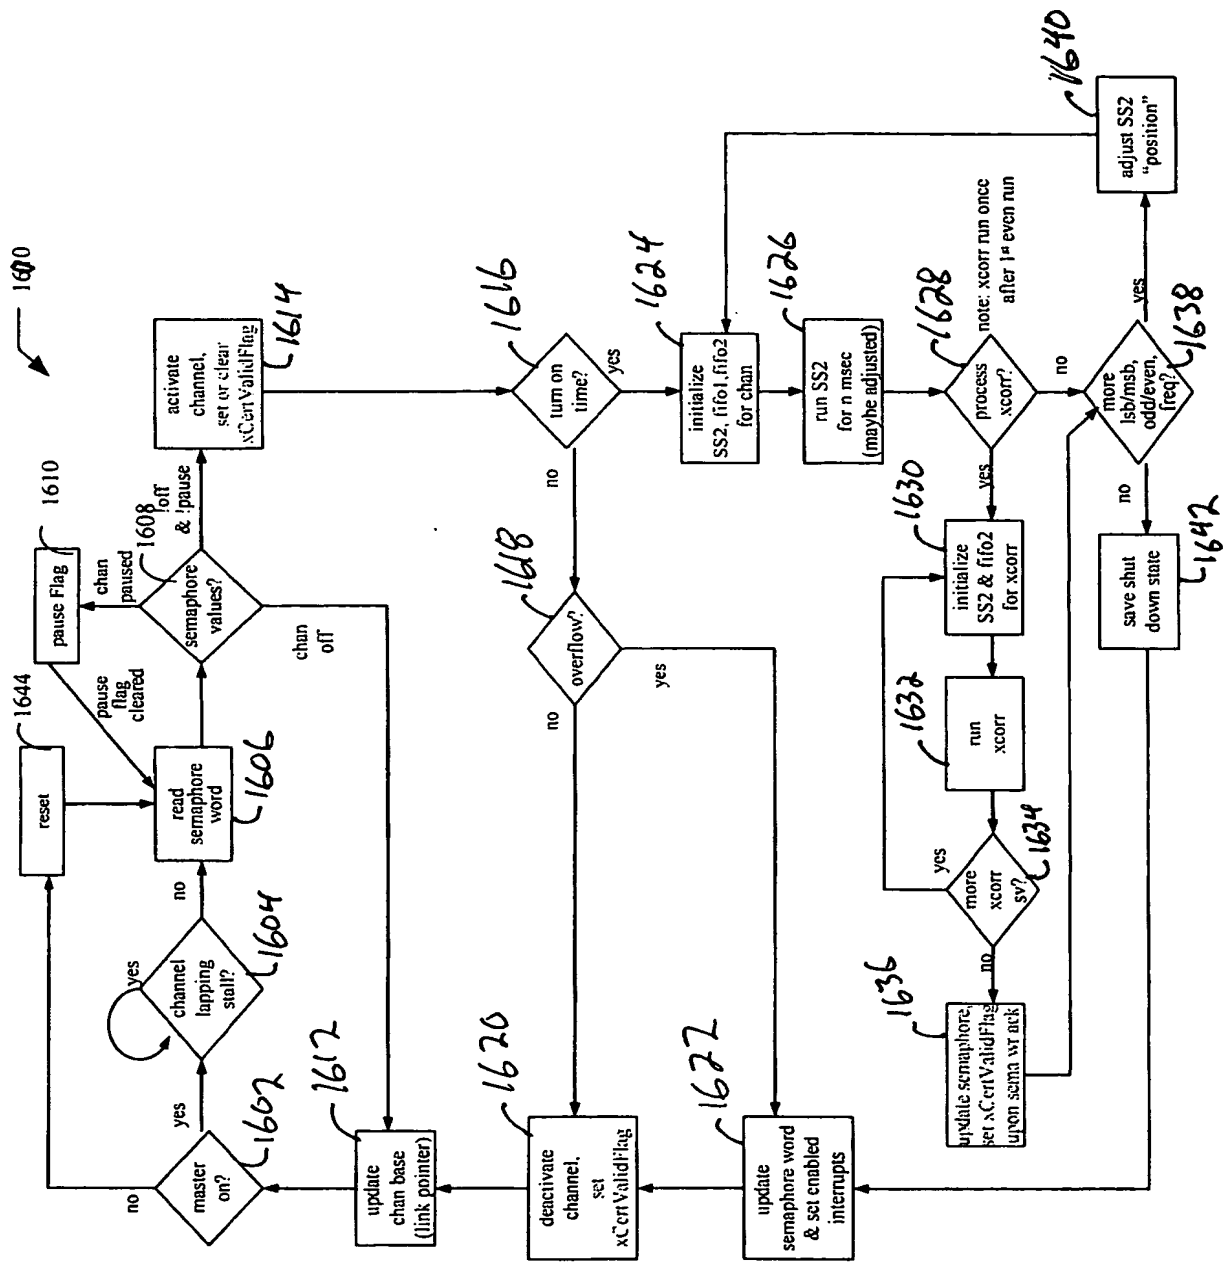 1600
master
on?
1602
yes
no
channel
lapping
stall?
1604
yes
no
reset
1644
read
semaphore
word
1606
pause
flag
cleared
pause Flag
1610
chan
paused
semaphore
values?
1608
!off
& !pause
chan
off
activate
channel,
set or clear
xCertValidFlag
1614
update
chan base
(link pointer)
1612
turn on
time?
1616
yes
no
overflow?
1618
no
yes
deactivate
channel,
set
xCertValidFlag
1620
update
semaphore word
& set enabled
interrupts
1622
initialize
SS2, fifo1, fifo2
for chan
1624
run SS2
for n msec
(maybe adjusted)
1626
process
xcorr?
1628
note: xcorr run once
after 1st even run
yes
no
initialize
SS2 & fifo2
for xcorr
1630
run
xcorr
1632
more
xcorr
sv?
1634
yes
no
update semaphore,
set xCertValidFlag
upon sema wr ack
1636
more
lsb/msb,
odd/even,
freq?
1638
yes
no
adjust SS2
"position"
1640
save shut
down state
1642